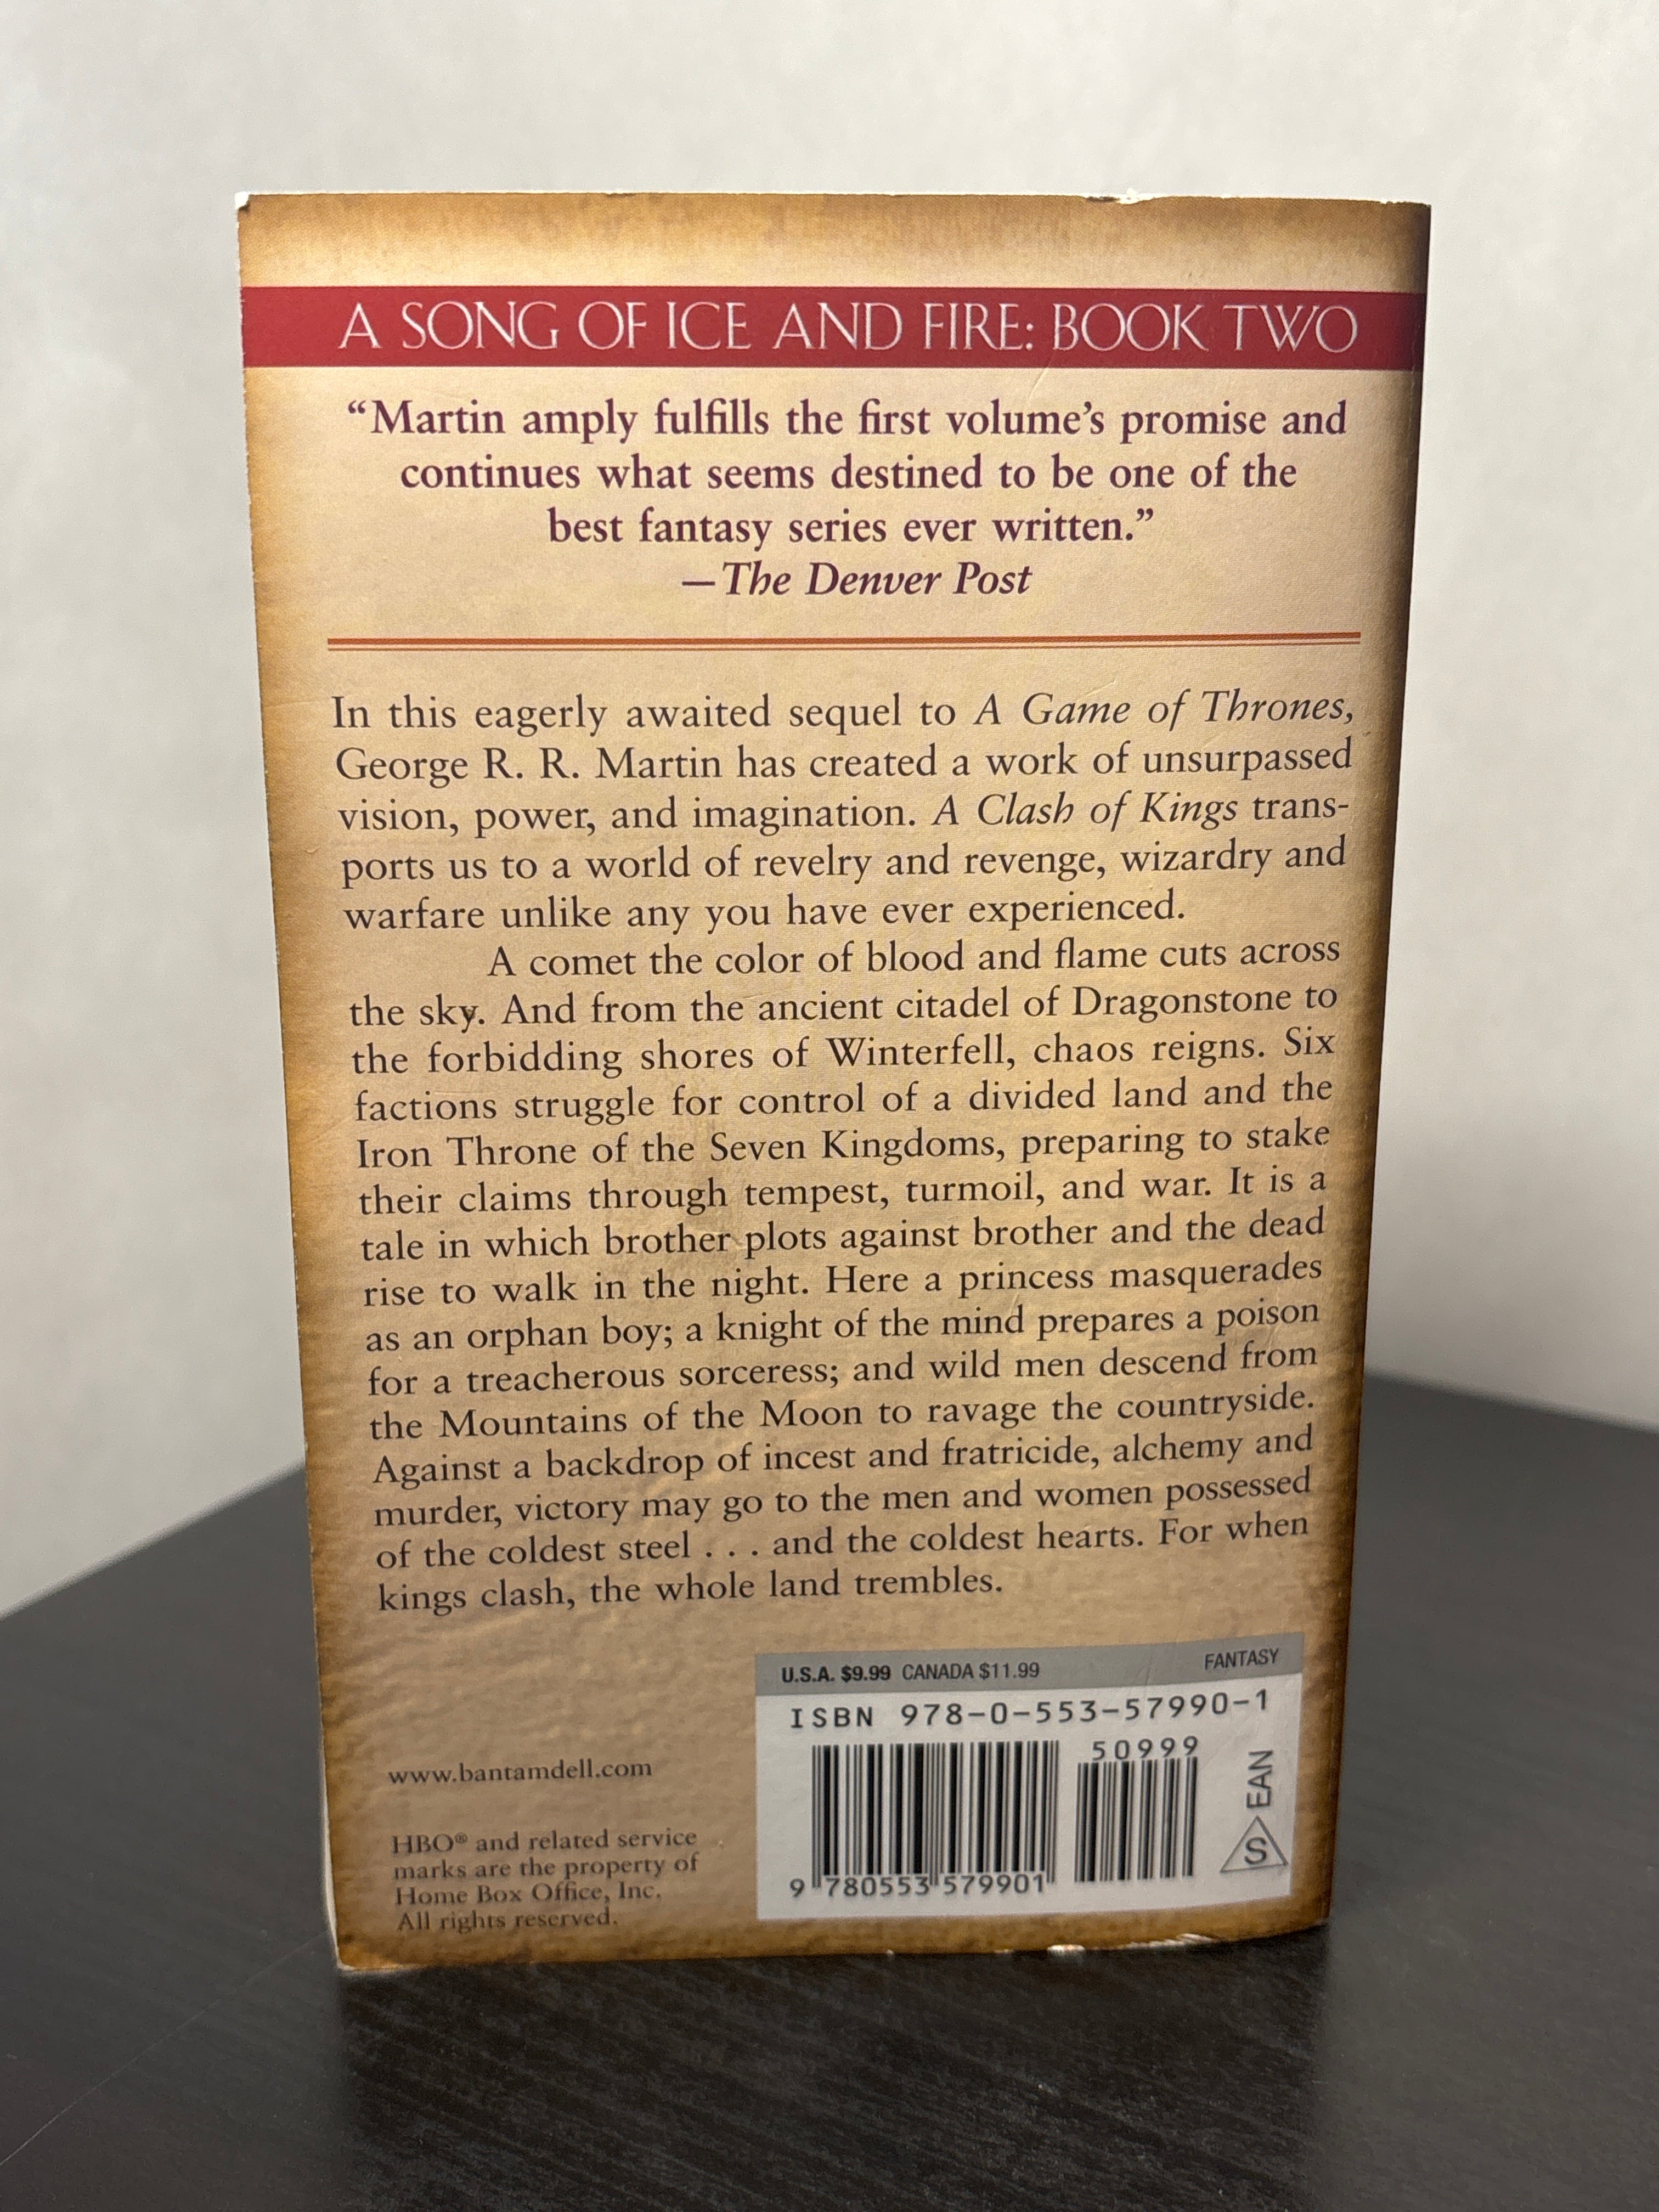 A SONG OF ICE AND FIRE: BOOK TWO
“Martin amply fulfills the first volume’s promise and
continues what seems destined to be one of the
best fantasy series ever written.”
—The Denver Post
In this eagerly awaited sequel to A Game of Thrones,
George R. R. Martin has created a work of unsurpassed
vision, power, and imagination. A Clash of Kings trans-
ports us to a world of revelry and revenge, wizardry and
warfare unlike any you have ever experienced.
A comet the color of blood and flame cuts across
the sky. And from the ancient citadel of Dragonstone to
the forbidding shores of Winterfell, chaos reigns. Six
factions struggle for control of a divided land and the
Iron Throne of the Seven Kingdoms, preparing to stake
their claims through tempest, turmoil, and war. It is a
tale in which brother plots against brother and the dead
rise to walk in the night. Here a princess masquerades
as an orphan boy; a knight of the mind prepares a poison
for a treacherous sorceress; and wild men descend from
the Mountains of the Moon to ravage the countryside.
Against a backdrop of incest and fratricide, alchemy and
murder, victory may go to the men and women possessed
of the coldest steel . . . and the coldest hearts. For when
kings clash, the whole land trembles.
U.S.A. $9.99 CANADA $11.99 FANTASY
ISBN 978-0-553-57990-1
50999
9 780553 579901
EAN
S
www.bantamdell.com
HBO® and related service
marks are the property of
Home Box Office, Inc.
All rights reserved.